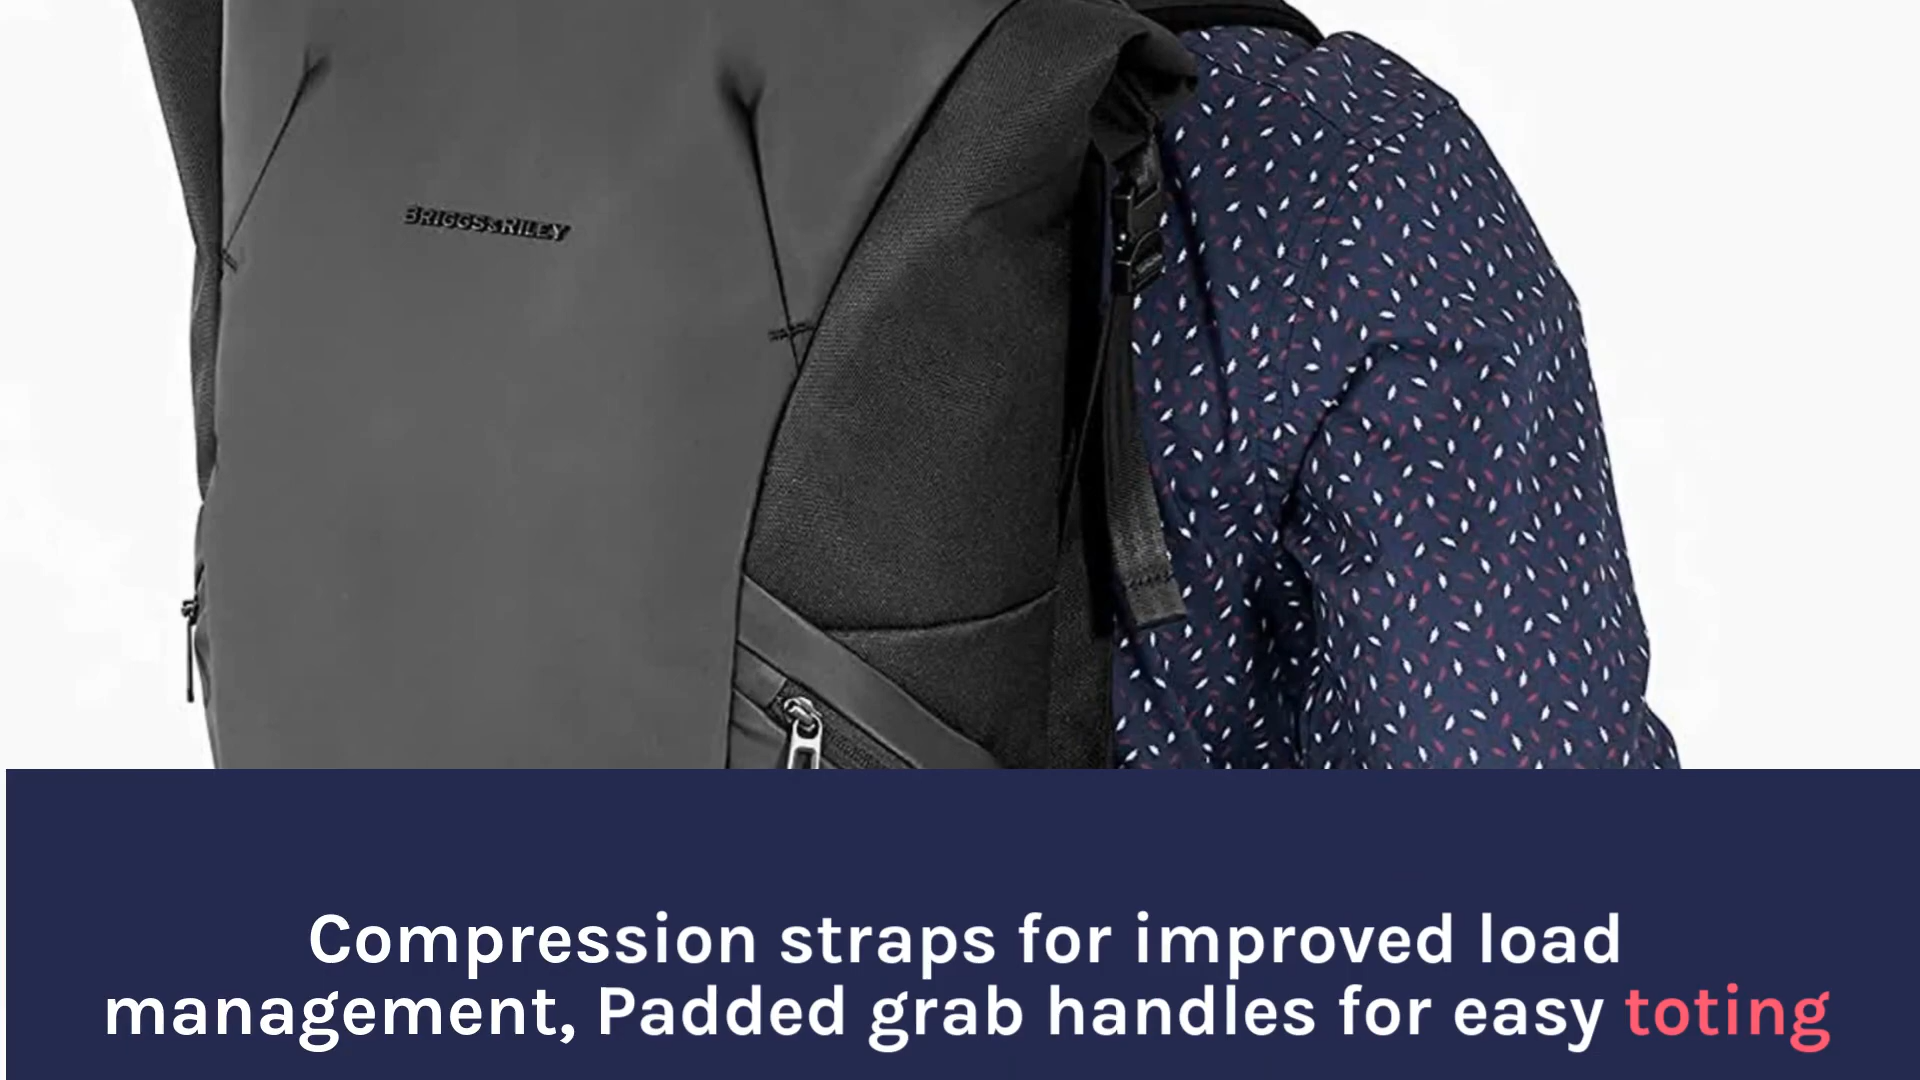 BRIGGS&RILEY
Compression straps for improved load
management, Padded grab handles for easy toting